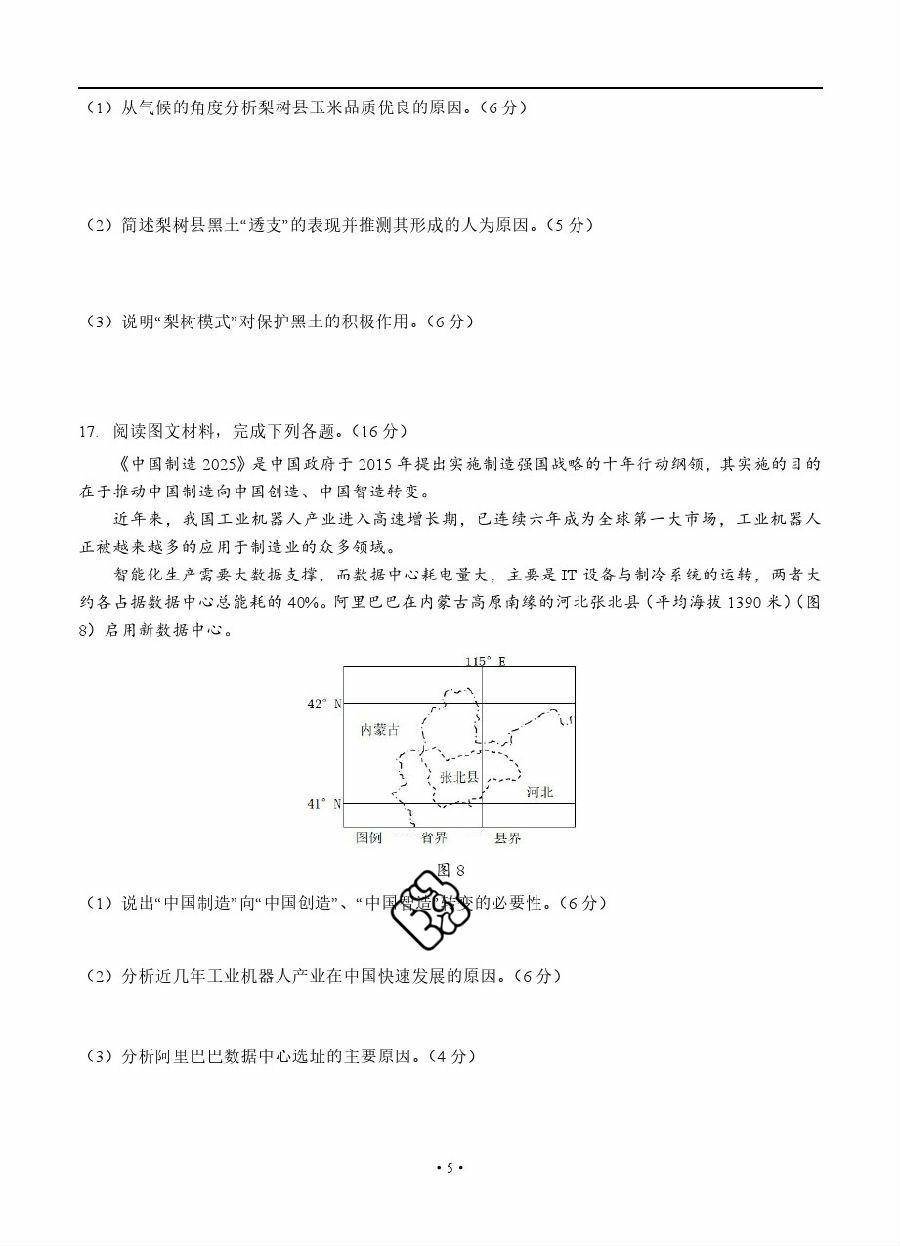 （1）从气候的角度分析梨树县玉米品质优良的原因。（6 分）
（2）简述梨树县黑土“透支”的表现并推测其形成的人为原因。（5 分）
（3）说明“梨树模式”对保护黑土的积极作用。（6 分）
17. 阅读图文材料，完成下列各题。（16 分）
《中国制造 2025》是中国政府于 2015 年提出实施制造强国战略的十年行动纲领，其实施的目的
在于推动中国制造向中国创造、中国智造转变。
近年来，我国工业机器人产业进入高速增长期，已连续六年成为全球第一大市场，工业机器人
正被越来越多的应用于制造业的众多领域。
智能化生产需要大数据支撑，而数据中心耗电量大，主要是 IT 设备与制冷系统的运转，两者大
约各占据数据中心总能耗的 40%。阿里巴巴在内蒙古高原南缘的河北张北县（平均海拔 1390 米）（图
8）启用新数据中心。
115° E
42° N
内蒙古
张北县
河北
41° N
图例 省界 县界
图 8
（1）说出“中国制造”向“中国创造”、“中国智造”转变的必要性。（6 分）
（2）分析近几年工业机器人产业在中国快速发展的原因。（6 分）
（3）分析阿里巴巴数据中心选址的主要原因。（4 分）
• 5 •